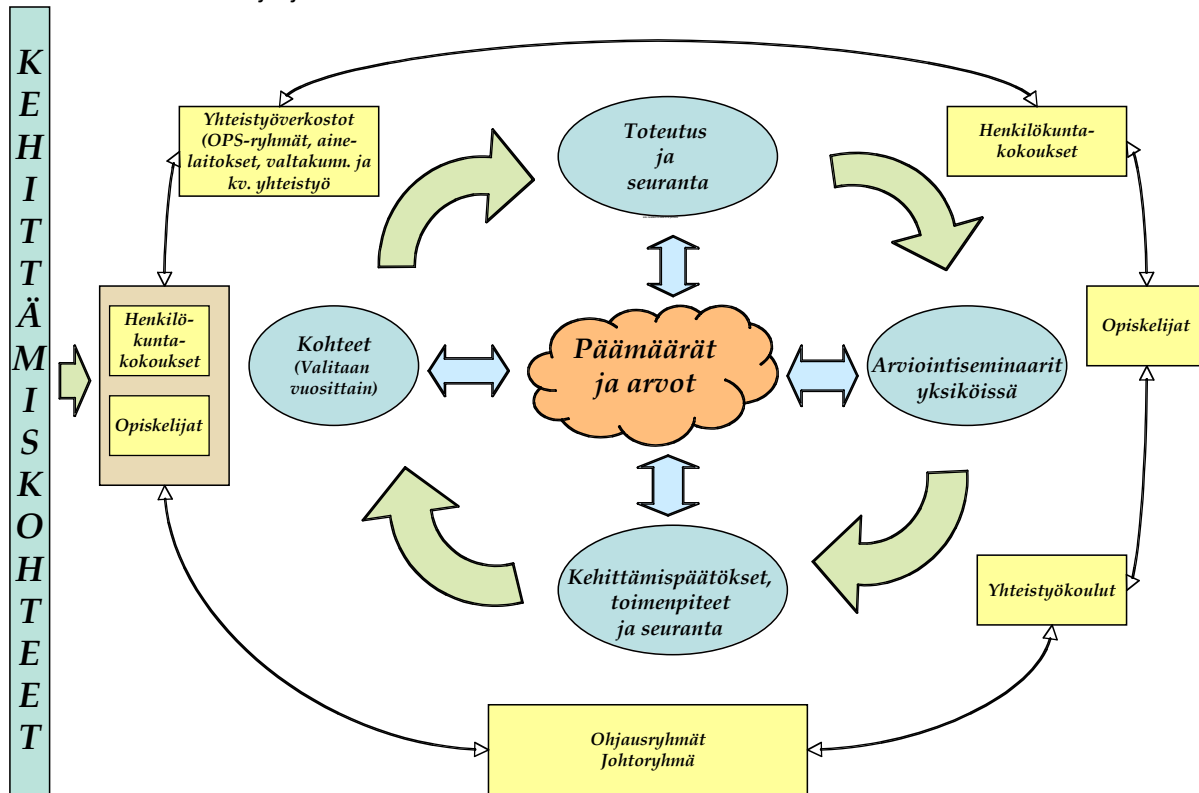 KEHITTÄMISKOHTEET
Yhteistyöverkostot
(OPS-ryhmät, aine-
laitokset, valtakunn. ja
kv. yhteistyö
Toteutus
ja
seuranta
Henkilökunta-
kokoukset
Henkilö-
kunta-
kokoukset
Opiskelijat
Kohteet
(Valitaan
vuosittain)
Päämäärät
ja arvot
Arviointiseminaarit
yksiköissä
Opiskelijat
Kehittämispäätökset,
toimenpiteet
ja seuranta
Yhteistyökoulut
Ohjausryhmät
Johtoryhmä